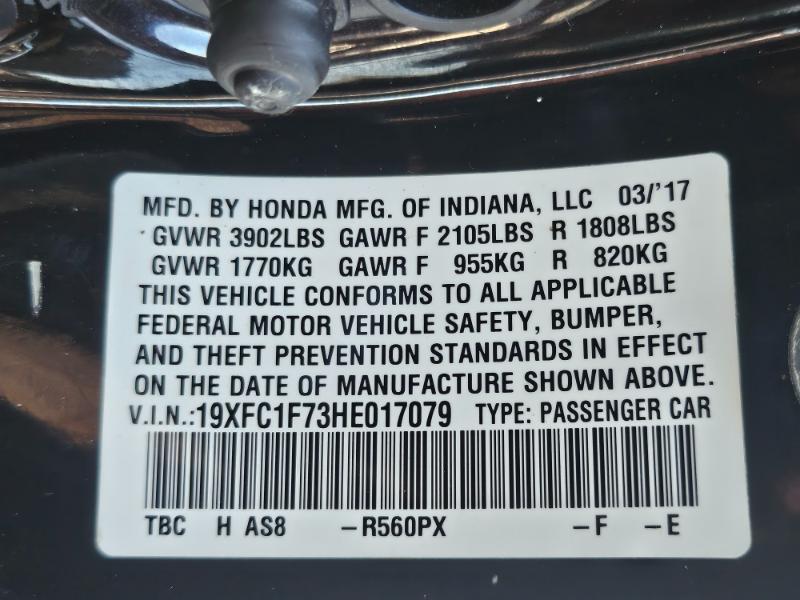 MFD. BY HONDA MFG. OF INDIANA, LLC 03/'17
GVWR 3902LBS GAWR F 2105LBS R 1808LBS
GVWR 1770KG GAWR F 955KG R 820KG
THIS VEHICLE CONFORMS TO ALL APPLICABLE
FEDERAL MOTOR VEHICLE SAFETY, BUMPER,
AND THEFT PREVENTION STANDARDS IN EFFECT
ON THE DATE OF MANUFACTURE SHOWN ABOVE.
V.I.N.:19XFC1F73HE017079 TYPE: PASSENGER CAR
TBC H AS8 -R560PX -F -E